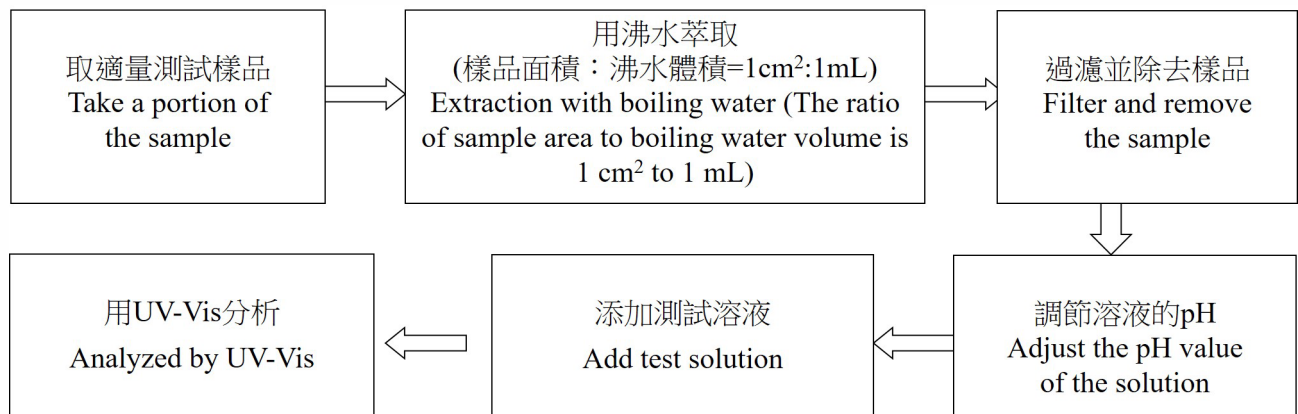 取適量測試樣品
Take a portion of
the sample
用沸水萃取
(樣品面積：沸水體積=1cm²:1mL)
Extraction with boiling water (The ratio
of sample area to boiling water volume is
1 cm² to 1 mL)
過濾並除去樣品
Filter and remove
the sample
調節溶液的pH
Adjust the pH value
of the solution
添加測試溶液
Add test solution
用UV-Vis分析
Analyzed by UV-Vis